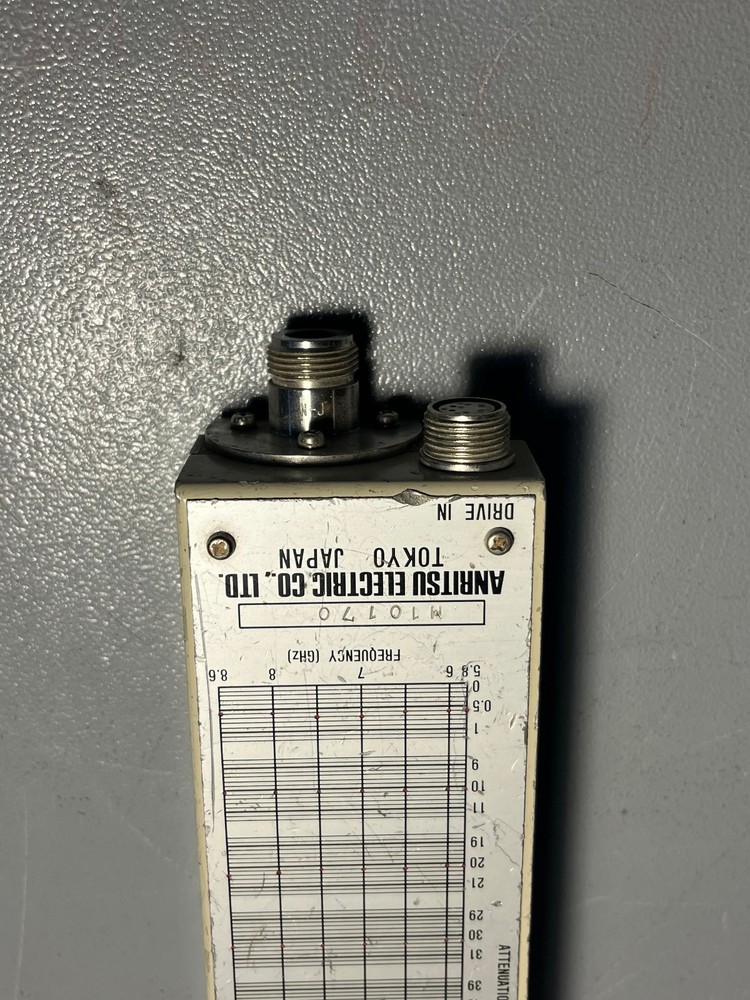 ATTENUATIO
39
31
30
29
21
20
19
11
10
9
1
0.5
0
5.8 6 7 8 8.6
FREQUENCY (GHz)
M10170
ANRITSU ELECTRIC CO., LTD.
TOKYO JAPAN
DRIVE IN
N-J